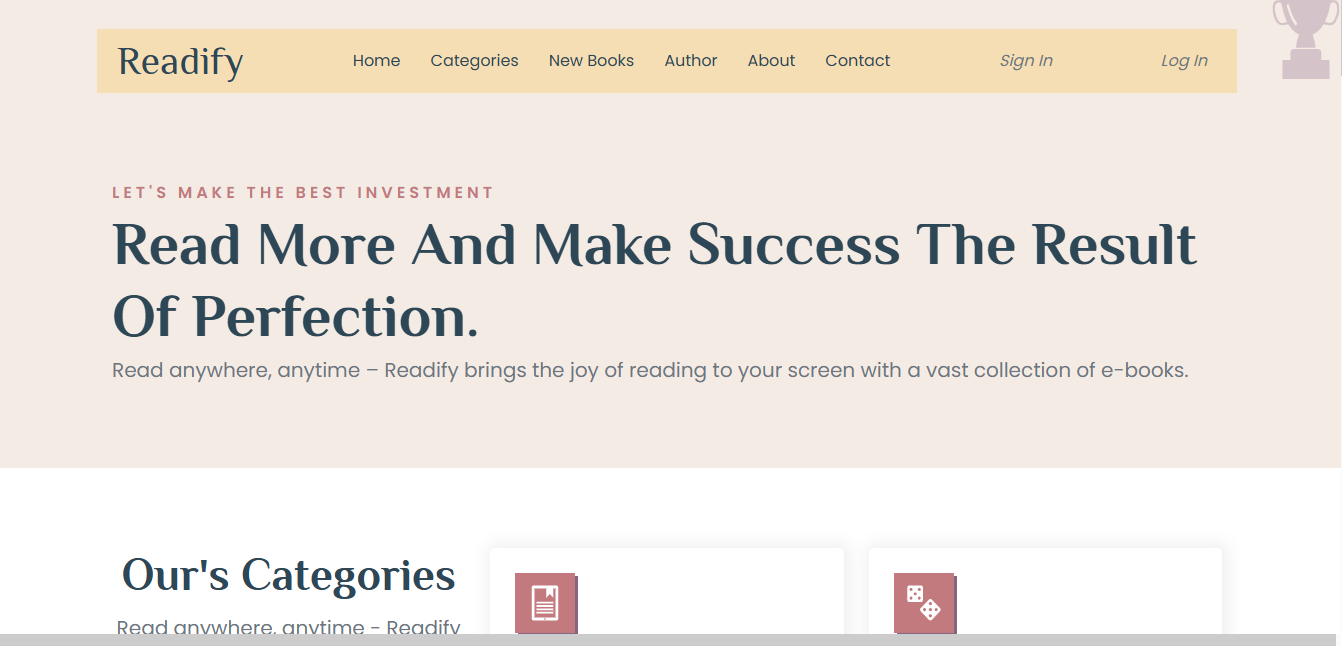 Readify
Home Categories New Books Author About Contact Sign In Log In
LET'S MAKE THE BEST INVESTMENT
Read More And Make Success The Result
Of Perfection.
Read anywhere, anytime – Readify brings the joy of reading to your screen with a vast collection of e-books.
Our's Categories
Read anywhere, anytime - Readify